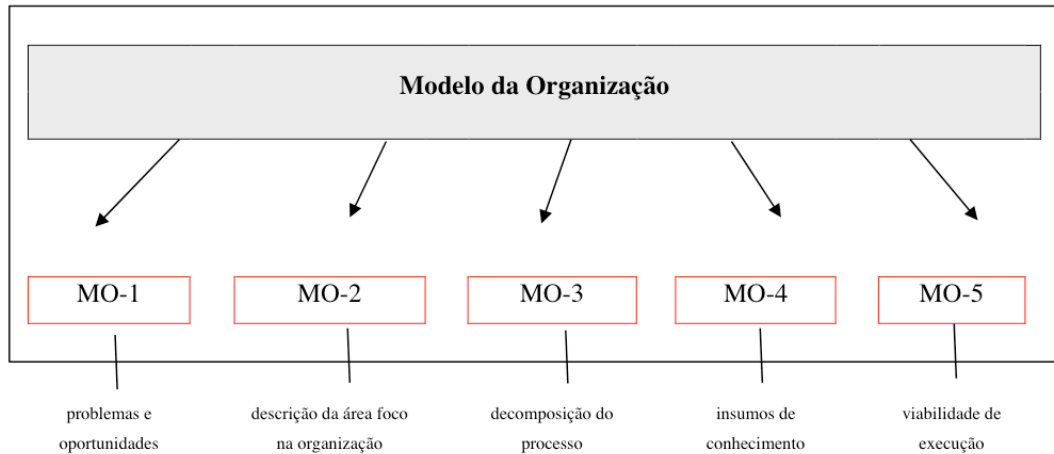 Modelo da Organização
MO-1
MO-2
MO-3
MO-4
MO-5
problemas e
oportunidades
descrição da área foco
na organização
decomposição do
processo
insumos de
conhecimento
viabilidade de
execução